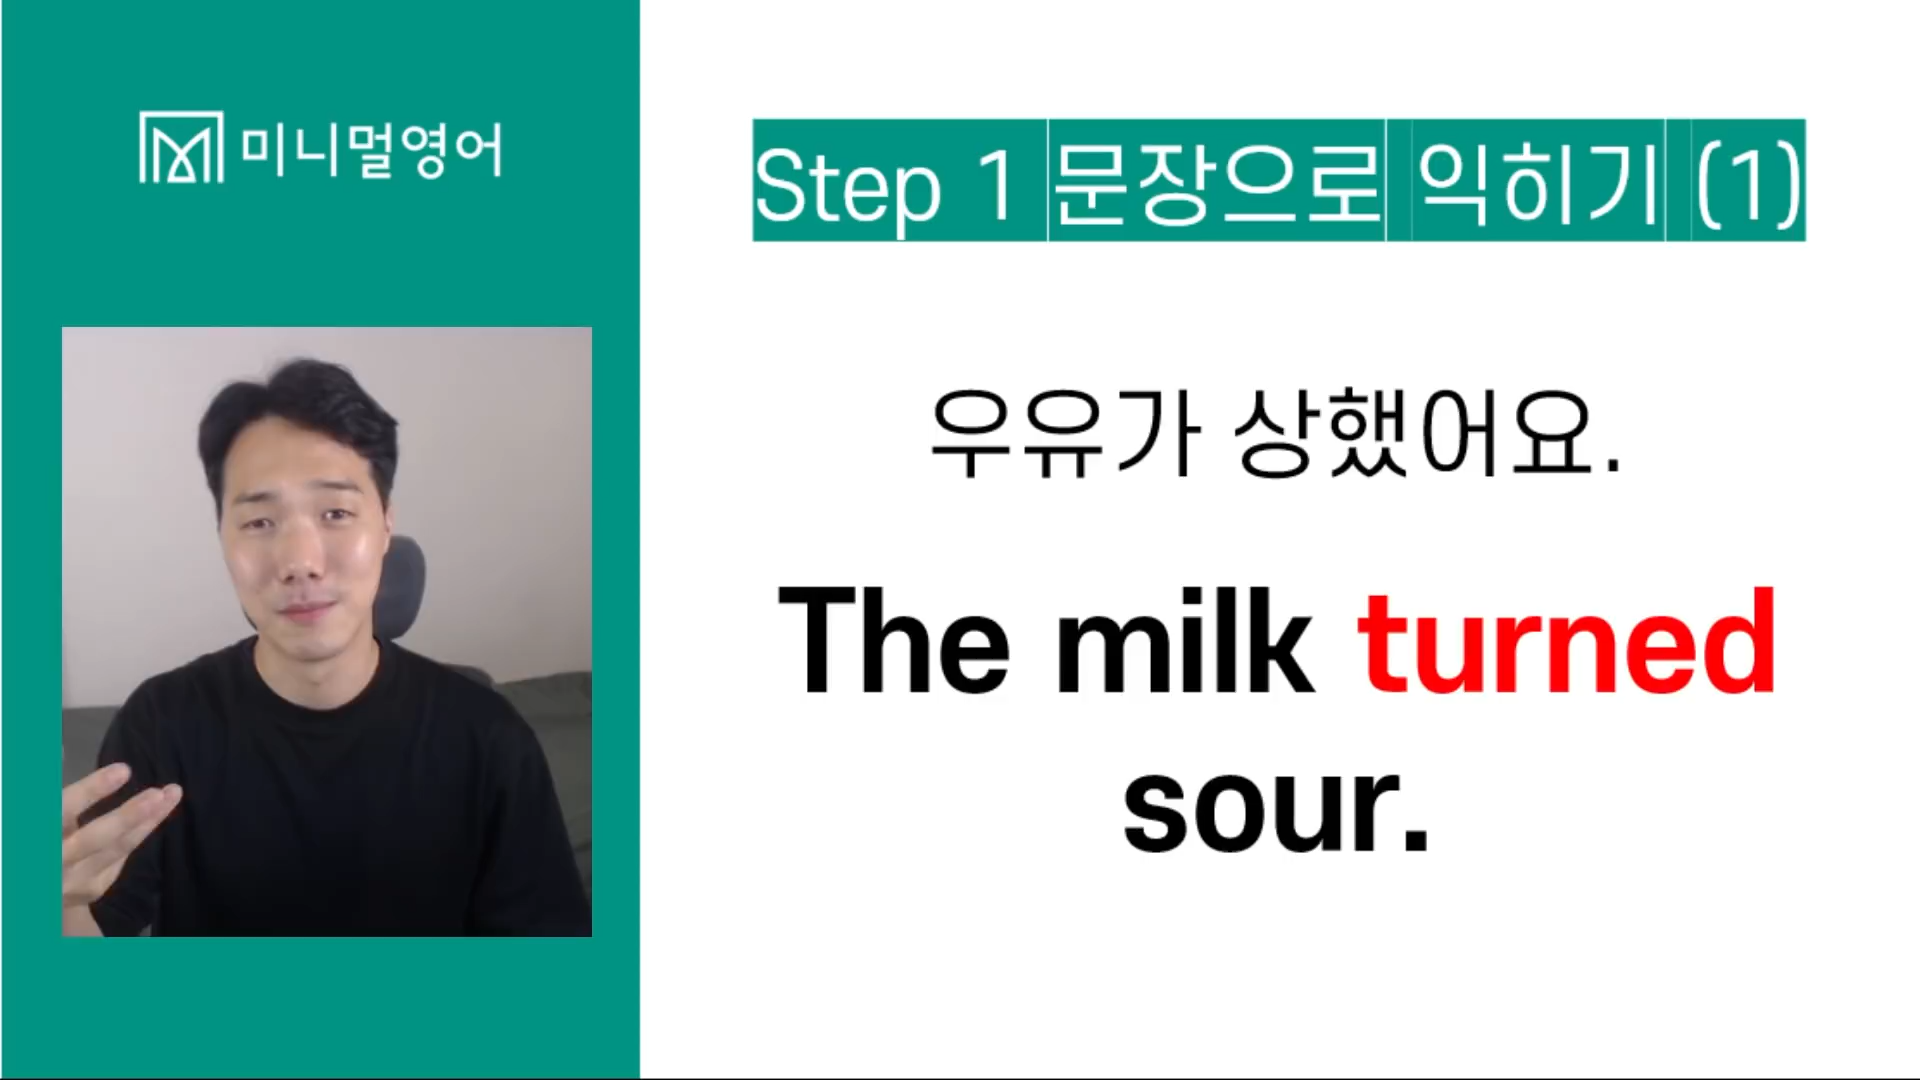 미니멀영어
Step 1 문장으로 익히기 (1)
우유가 상했어요.
The milk turned
sour.